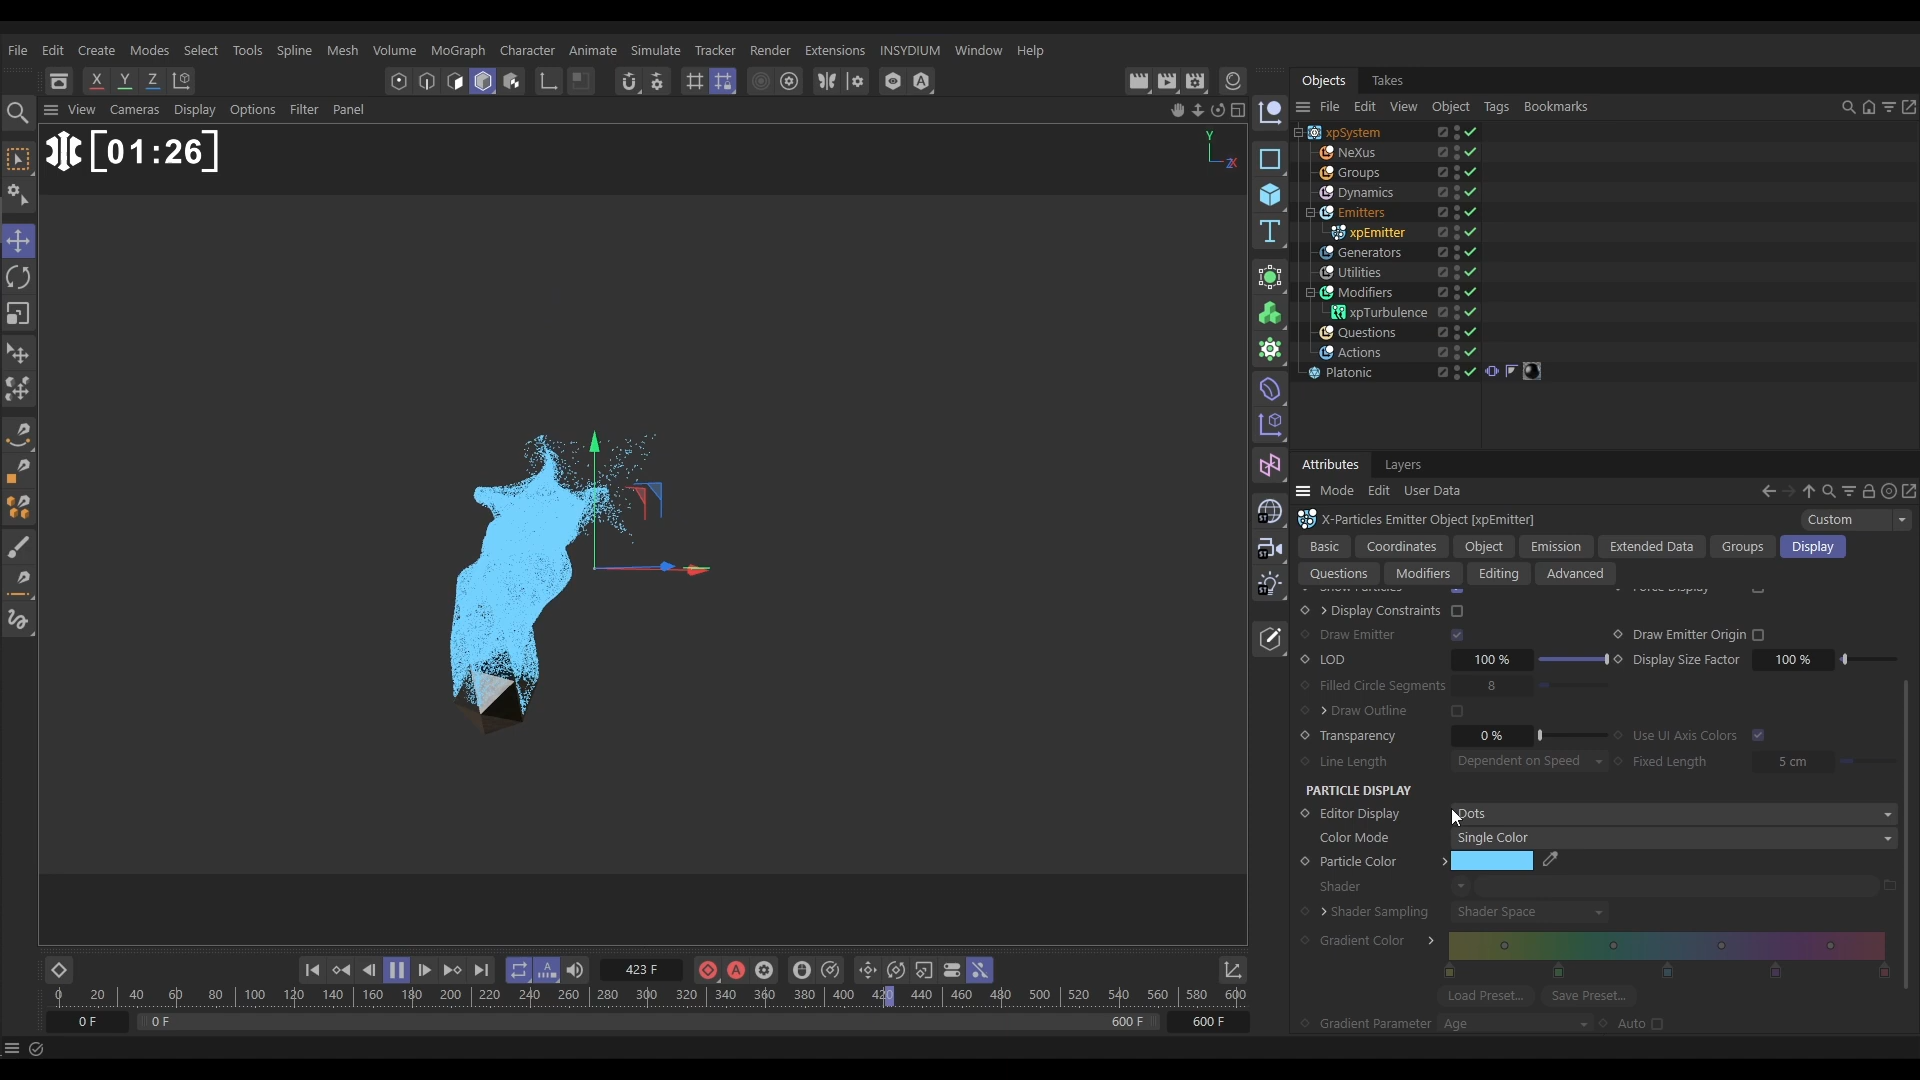 File Edit Create Modes Select Tools Spline Mesh Volume MoGraph Character Animate Simulate Tracker Render Extensions INSYDIUM Window Help
X Y Z
View Cameras Display Options Filter Panel
[01:26]
Y
Z X
Objects Takes
File Edit View Object Tags Bookmarks
xpSystem
NeXus
Groups
Dynamics
Emitters
xpEmitter
Generators
Utilities
Modifiers
xpTurbulence
Questions
Actions
Platonic
Attributes Layers
Mode Edit User Data
X-Particles Emitter Object [xpEmitter] Custom
Basic Coordinates Object Emission Extended Data Groups Display
Questions Modifiers Editing Advanced
Display Constraints
Draw Emitter Draw Emitter Origin
LOD 100 % Display Size Factor 100 %
Filled Circle Segments 8
Draw Outline
Transparency 0 % Use UI Axis Colors
Line Length Dependent on Speed Fixed Length 5 cm
PARTICLE DISPLAY
Editor Display Dots
Color Mode Single Color
Particle Color
Shader
Shader Sampling Shader Space
Gradient Color
Load Preset... Save Preset...
Gradient Parameter Age Auto
423 F
0 20 40 60 80 100 120 140 160 180 200 220 240 260 280 300 320 340 360 380 400 420 440 460 480 500 520 540 560 580 600
0 F 0 F 600 F 600 F